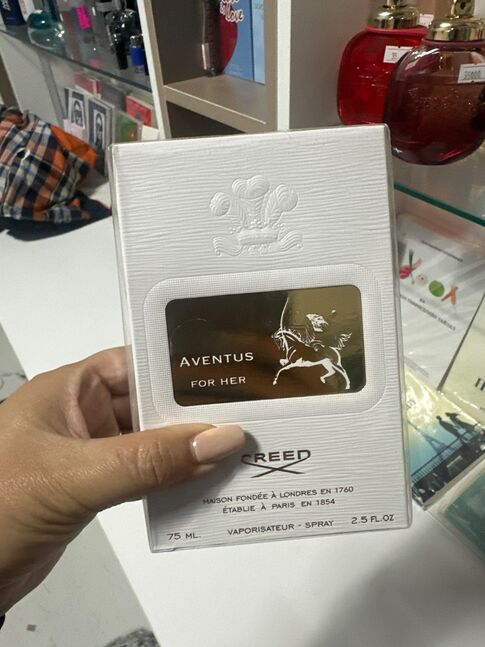 AVENTUS
FOR HER
CREED
MAISON FONDÉE À LONDRES EN 1760
ÉTABLIE À PARIS EN 1854
75 ML. VAPORISATEUR - SPRAY 2.5 FL.OZ